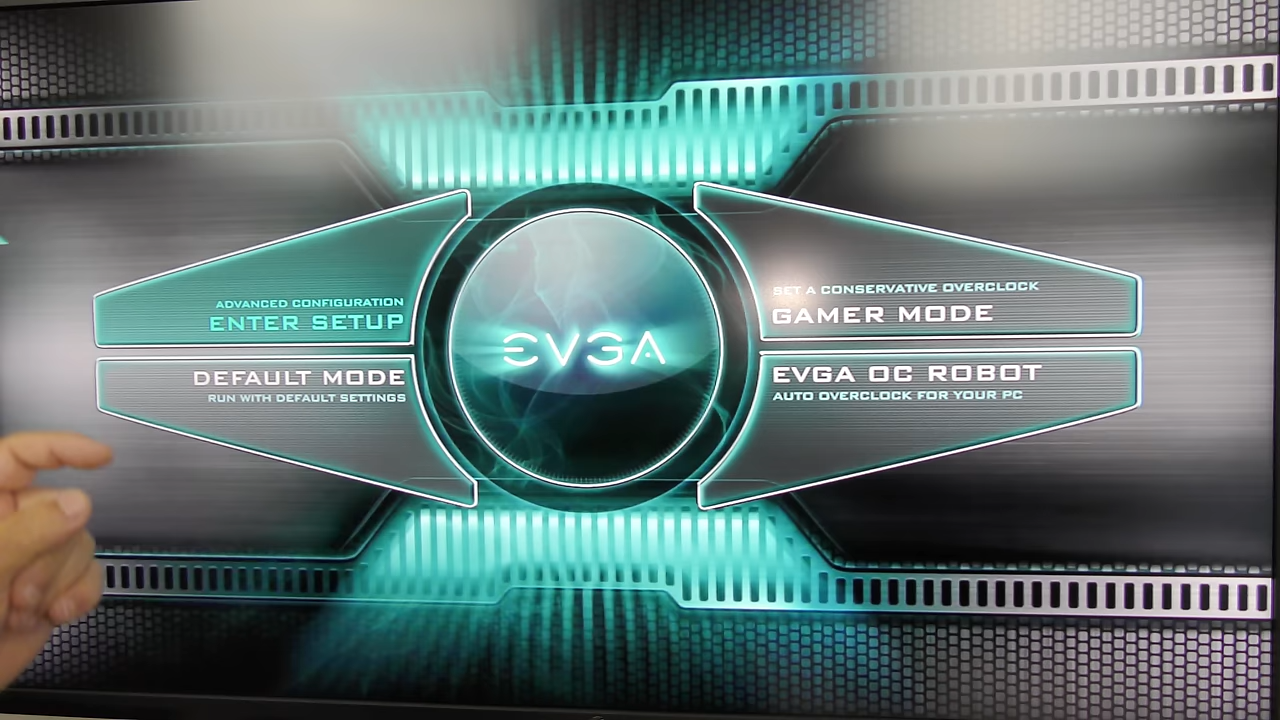 ADVANCED CONFIGURATION
ENTER SETUP
DEFAULT MODE
RUN WITH DEFAULT SETTINGS
EVGA
SET A CONSERVATIVE OVERCLOCK
GAMER MODE
EVGA OC ROBOT
AUTO OVERCLOCK FOR YOUR PC